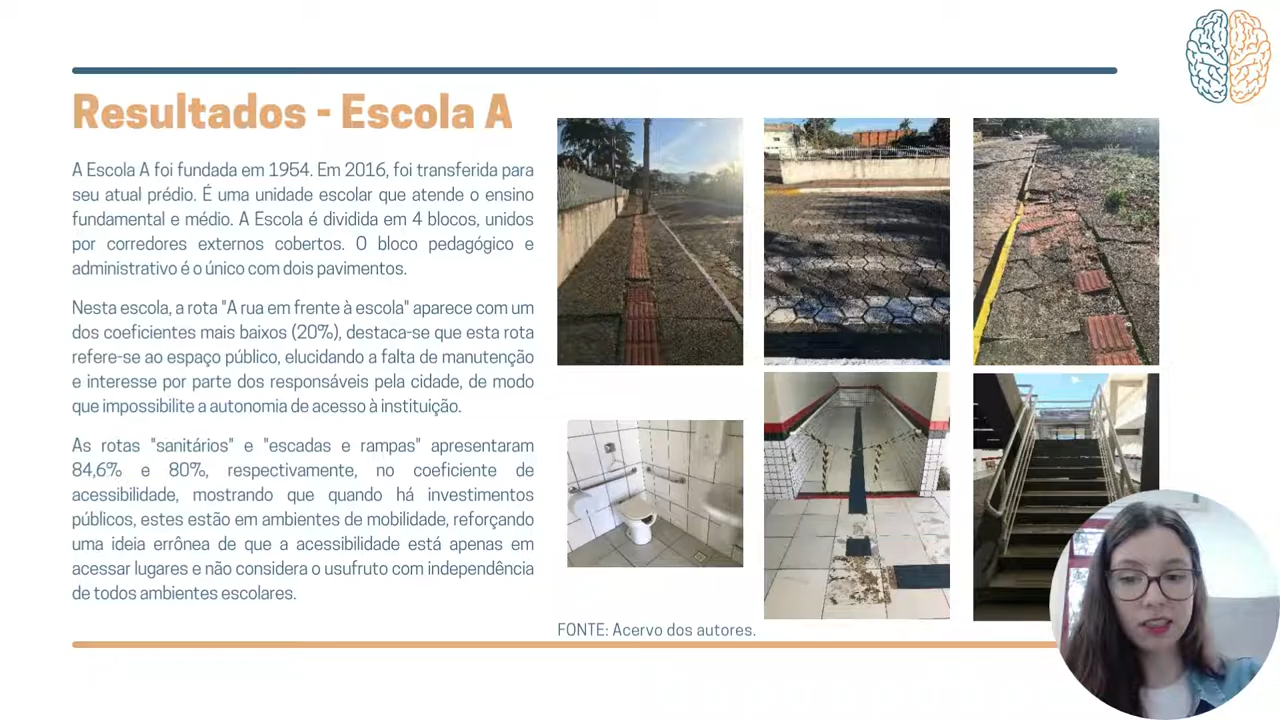 Resultados - Escola A
A Escola A foi fundada em 1954. Em 2016, foi transferida para
seu atual prédio. É uma unidade escolar que atende o ensino
fundamental e médio. A Escola é dividida em 4 blocos, unidos
por corredores externos cobertos. O bloco pedagógico e
administrativo é o único com dois pavimentos.
Nesta escola, a rota "A rua em frente à escola" aparece com um
dos coeficientes mais baixos (20%), destaca-se que esta rota
refere-se ao espaço público, elucidando a falta de manutenção
e interesse por parte dos responsáveis pela cidade, de modo
que impossibilite a autonomia de acesso à instituição.
As rotas "sanitários" e "escadas e rampas" apresentaram
84,6% e 80%, respectivamente, no coeficiente de
acessibilidade, mostrando que quando há investimentos
públicos, estes estão em ambientes de mobilidade, reforçando
uma ideia errônea de que a acessibilidade está apenas em
acessar lugares e não considera o usufruto com independência
de todos ambientes escolares.
FONTE: Acervo dos autores.